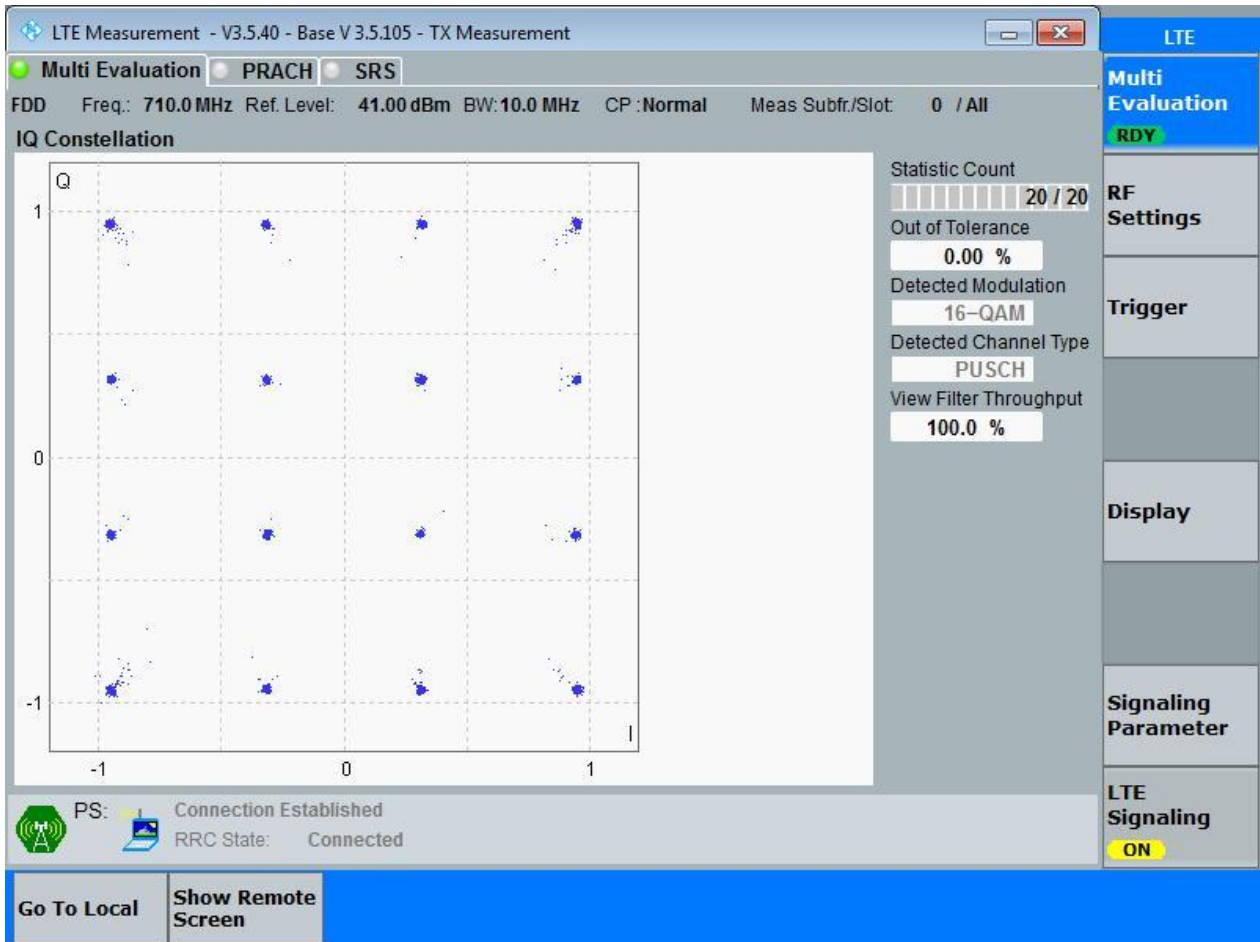 LTE Measurement - V3.5.40 - Base V 3.5.105 - TX Measurement
LTE
Multi Evaluation PRACH SRS
FDD Freq.: 710.0 MHz Ref. Level: 41.00 dBm BW: 10.0 MHz CP : Normal Meas Subfr./Slot: 0 / All
IQ Constellation
Q
1
0
-1
I
-1 0 1
Statistic Count
20 / 20
Out of Tolerance
0.00 %
Detected Modulation
16-QAM
Detected Channel Type
PUSCH
View Filter Throughput
100.0 %
Multi
Evaluation
RDY
RF
Settings
Trigger
Display
Signaling
Parameter
LTE
Signaling
ON
PS: Connection Established
RRC State: Connected
Go To Local
Show Remote
Screen